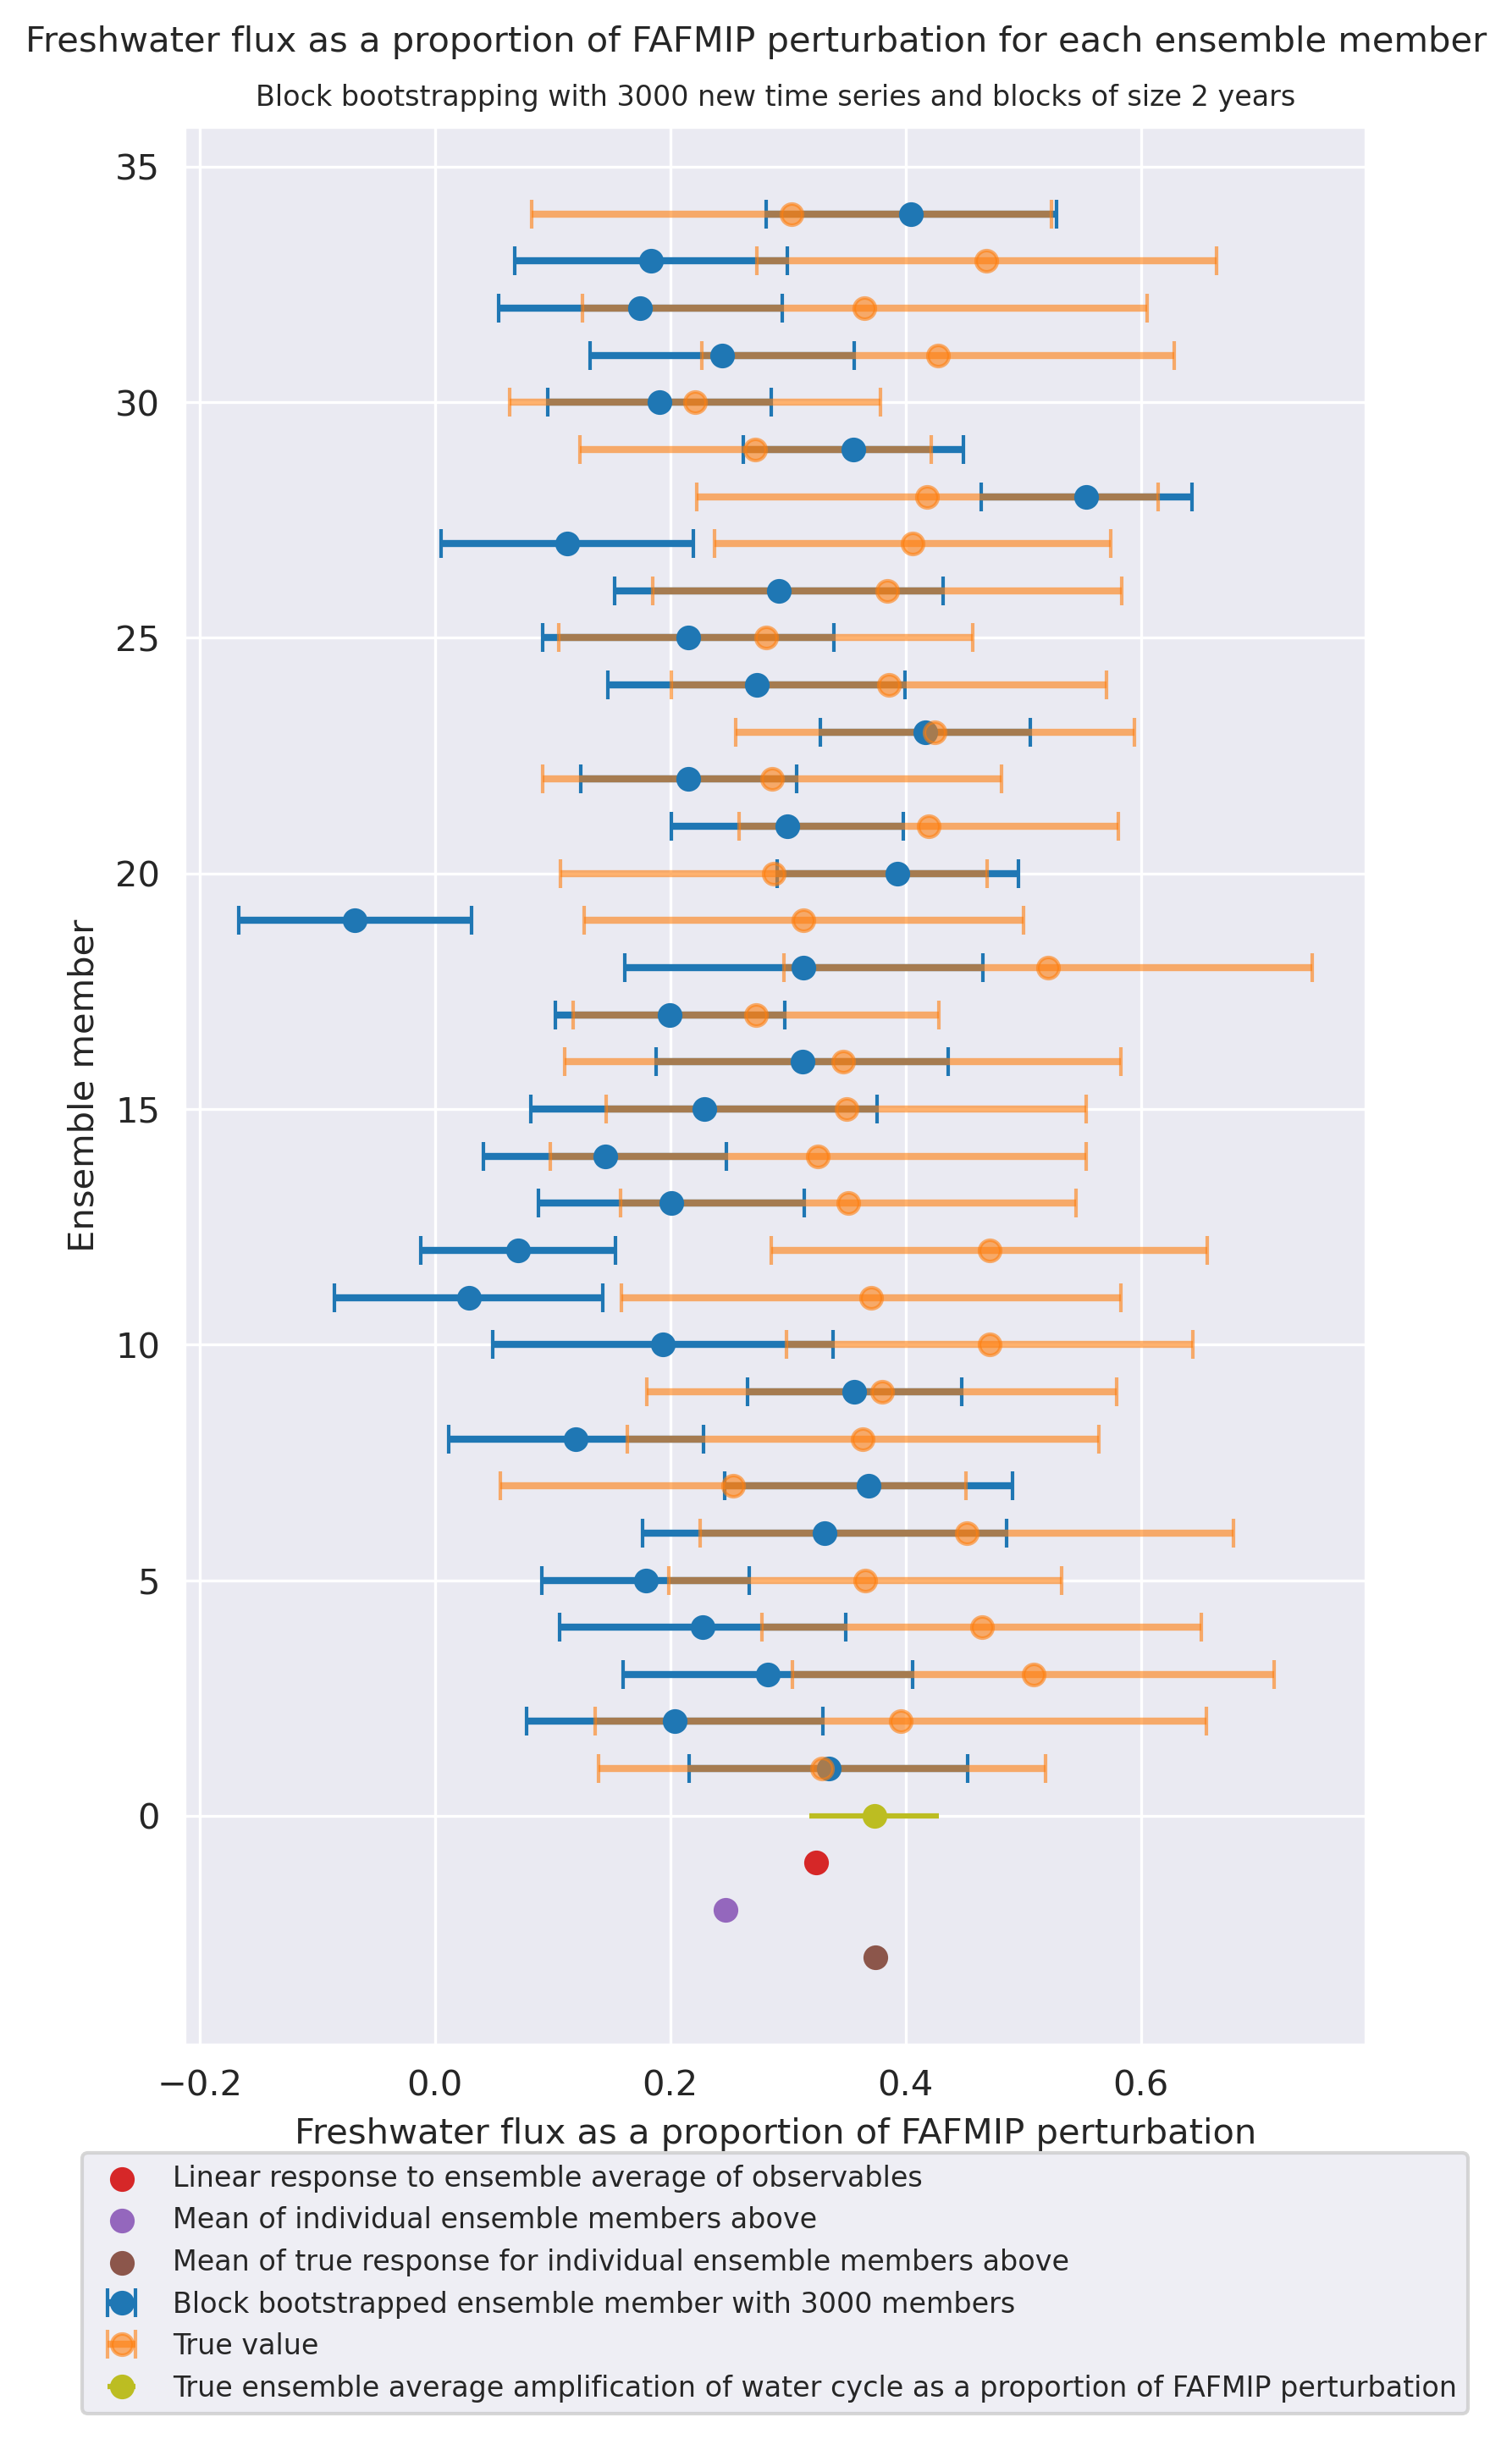 Freshwater flux as a proportion of FAFMIP perturbation for each ensemble member
Block bootstrapping with 3000 new time series and blocks of size 2 years
35
30
25
20
15
10
5
0
Ensemble member
−0.2 0.0 0.2 0.4 0.6
Freshwater flux as a proportion of FAFMIP perturbation
Linear response to ensemble average of observables
Mean of individual ensemble members above
Mean of true response for individual ensemble members above
Block bootstrapped ensemble member with 3000 members
True value
True ensemble average amplification of water cycle as a proportion of FAFMIP perturbation